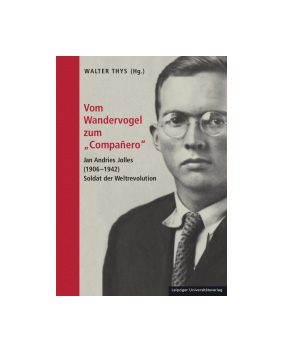 WALTER THYS (Hg.)
Vom
Wandervogel
zum
„Compañero“
Jan Andries Jolles
(1906–1942)
Soldat der Weltrevolution
Leipziger Universitätsverlag